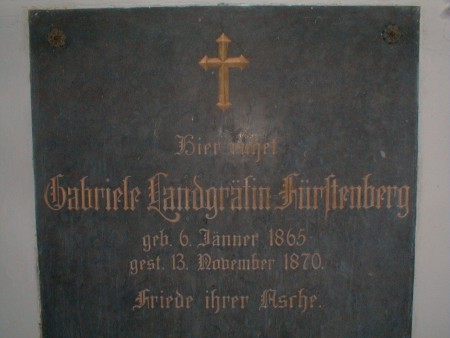 Hier ruhet
Gabriele Landgräfin Fürstenberg
geb. 6. Jänner 1865
gest. 13. November 1870.
Friede ihrer Asche.